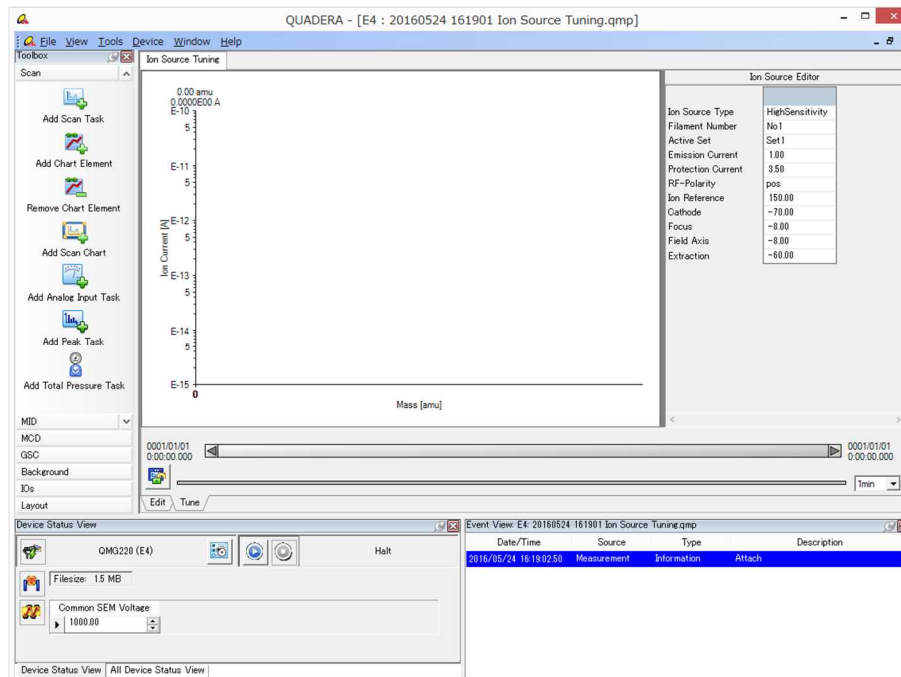 QUADERA - [E4 : 20160524 161901 Ion Source Tuning.qmp]
File View Tools Device Window Help
Toolbox
Scan
Add Scan Task
Add Chart Element
Remove Chart Element
Add Scan Chart
Add Analog Input Task
Add Peak Task
Add Total Pressure Task
MID
MCD
GSC
Background
IOs
Layout
Ion Source Tuning
0.00 amu
0.0000E00 A
E-10
5
E-11
5
E-12
5
E-13
5
E-14
5
E-15
0
Ion Current [A]
Mass [amu]
Ion Source Editor
Ion Source Type HighSensitivity
Filament Number No1
Active Set Set1
Emission Current 1.00
Protection Current 3.50
RF-Polarity pos
Ion Reference 150.00
Cathode -70.00
Focus -8.00
Field Axis -8.00
Extraction -60.00
0001/01/01
0:00:00.000
0001/01/01
0:00:00.000
1min
Edit Tune
Device Status View
QMG220 (E4) Halt
Filesize: 1.5 MB
Common SEM Voltage
1000.00
Device Status View All Device Status View
Event View: E4: 20160524 161901 Ion Source Tuning.qmp
Date/Time Source Type Description
2016/05/24 16:19:02.50 Measurement Information Attach